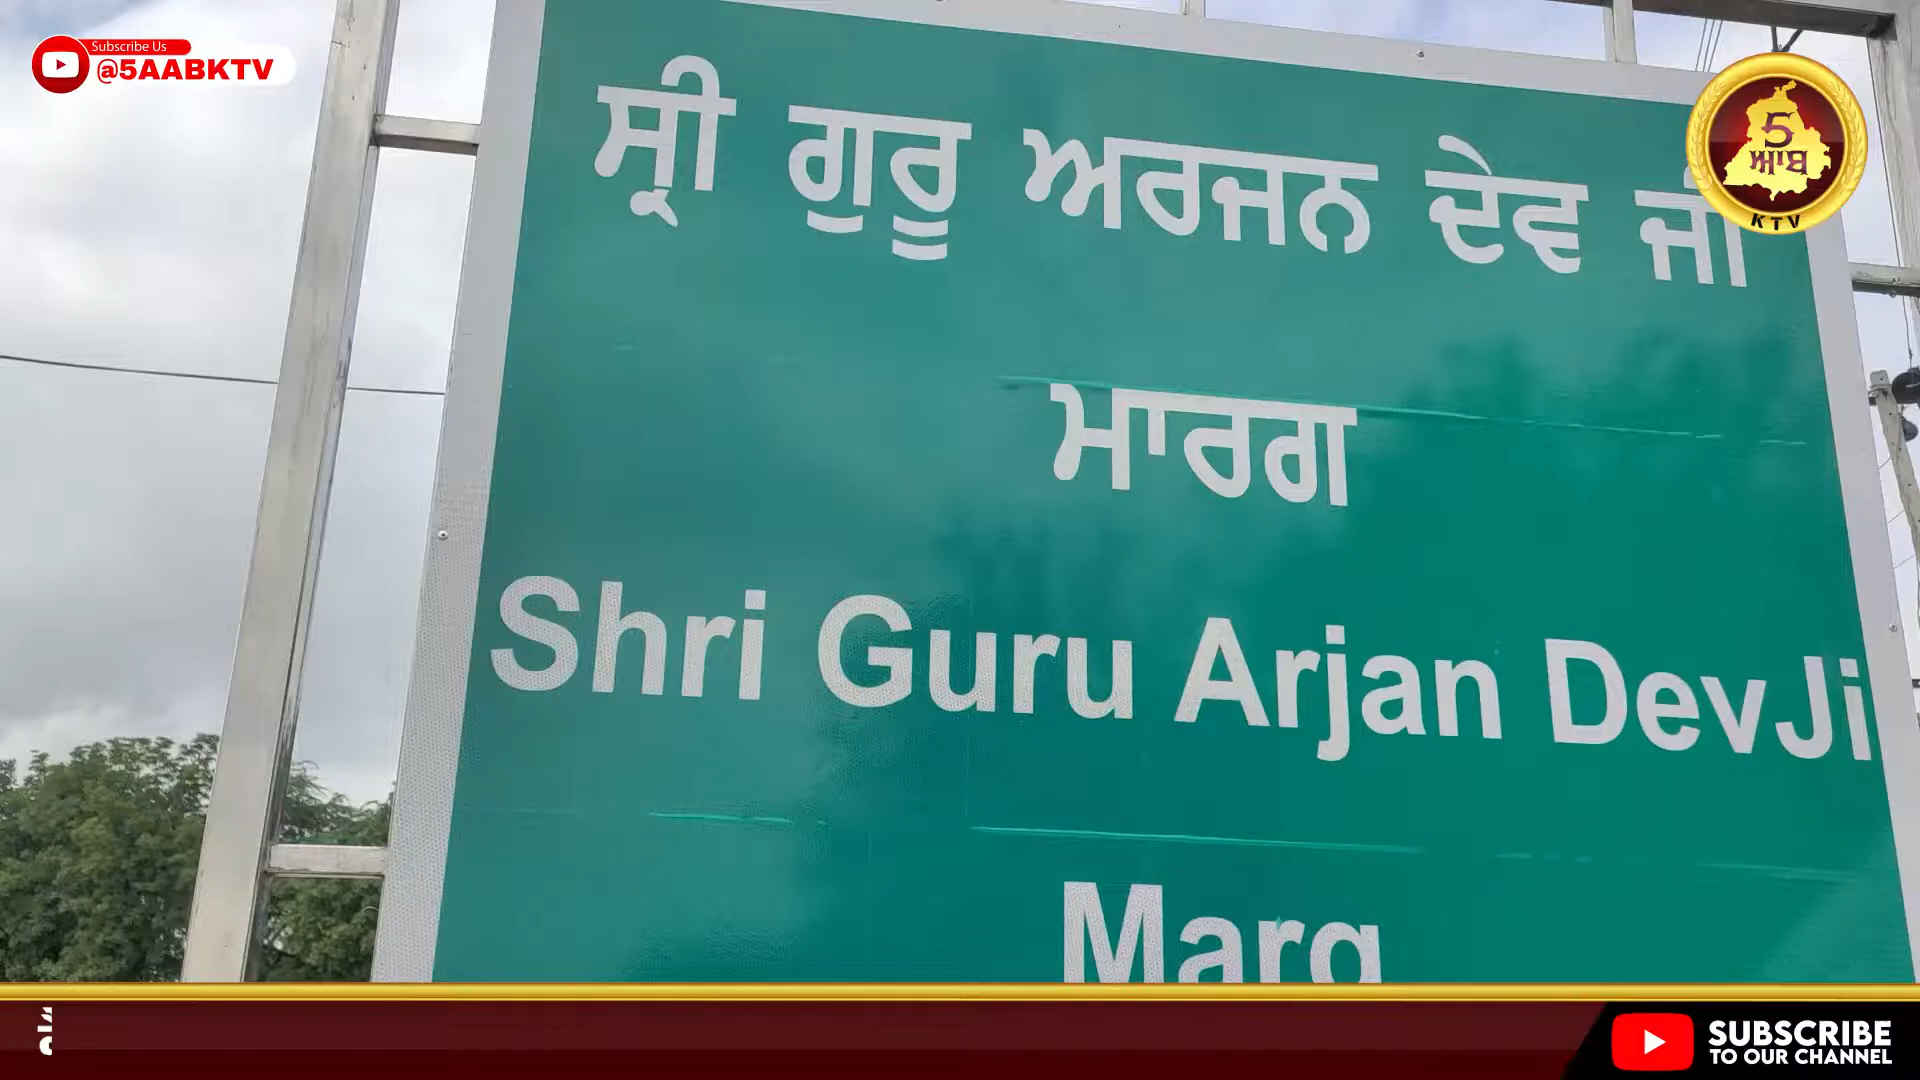 Subscribe Us
@5AABKTV
5
ਆਬ
KTV
ਸ੍ਰੀ ਗੁਰੂ ਅਰਜਨ ਦੇਵ ਜੀ
ਮਾਰਗ
Shri Guru Arjan DevJi
Marg
SUBSCRIBE
TO OUR CHANNEL